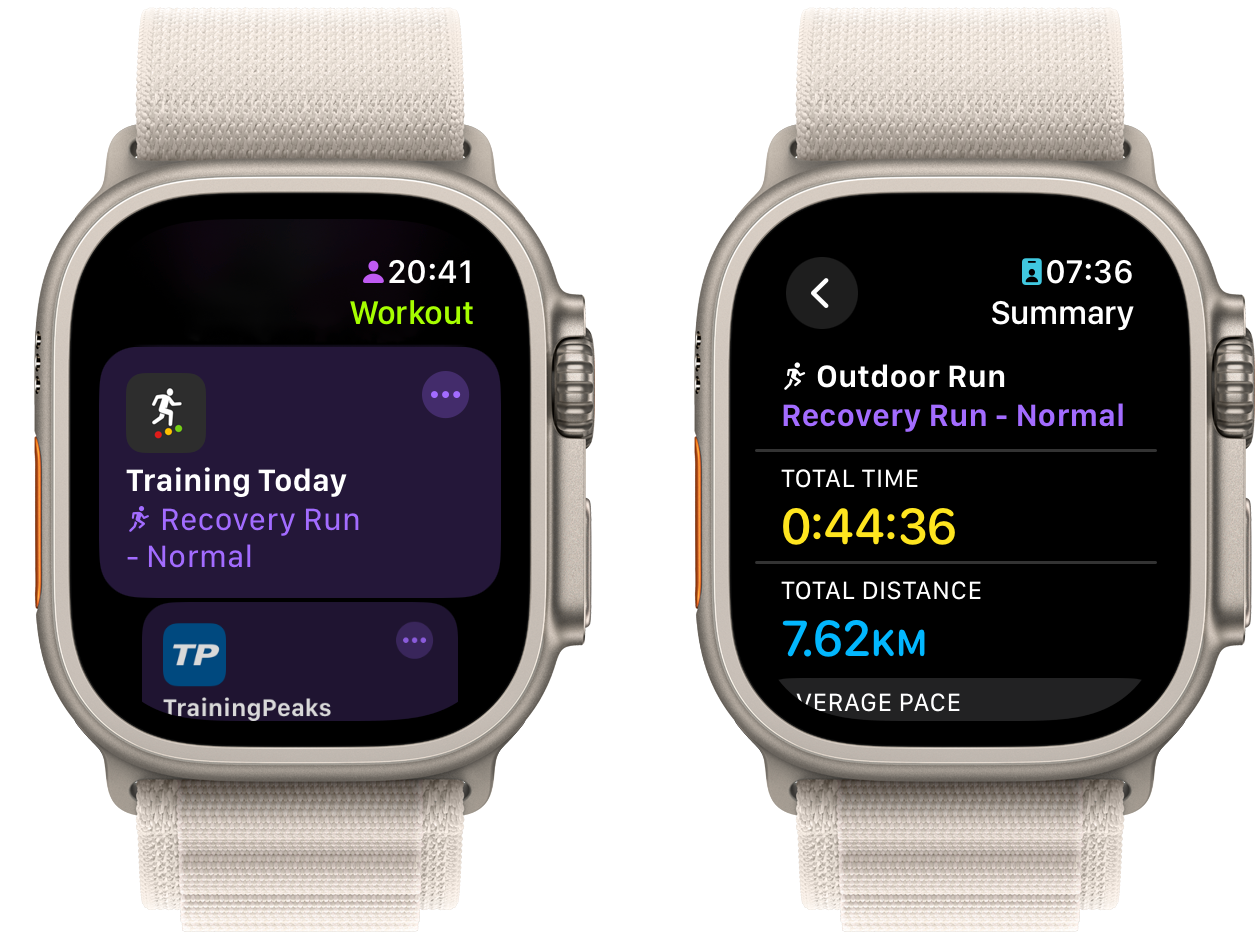 20:41
Workout
Training Today
Recovery Run
- Normal
TP
TrainingPeaks
07:36
Summary
Outdoor Run
Recovery Run - Normal
TOTAL TIME
0:44:36
TOTAL DISTANCE
7.62KM
VERAGE PACE